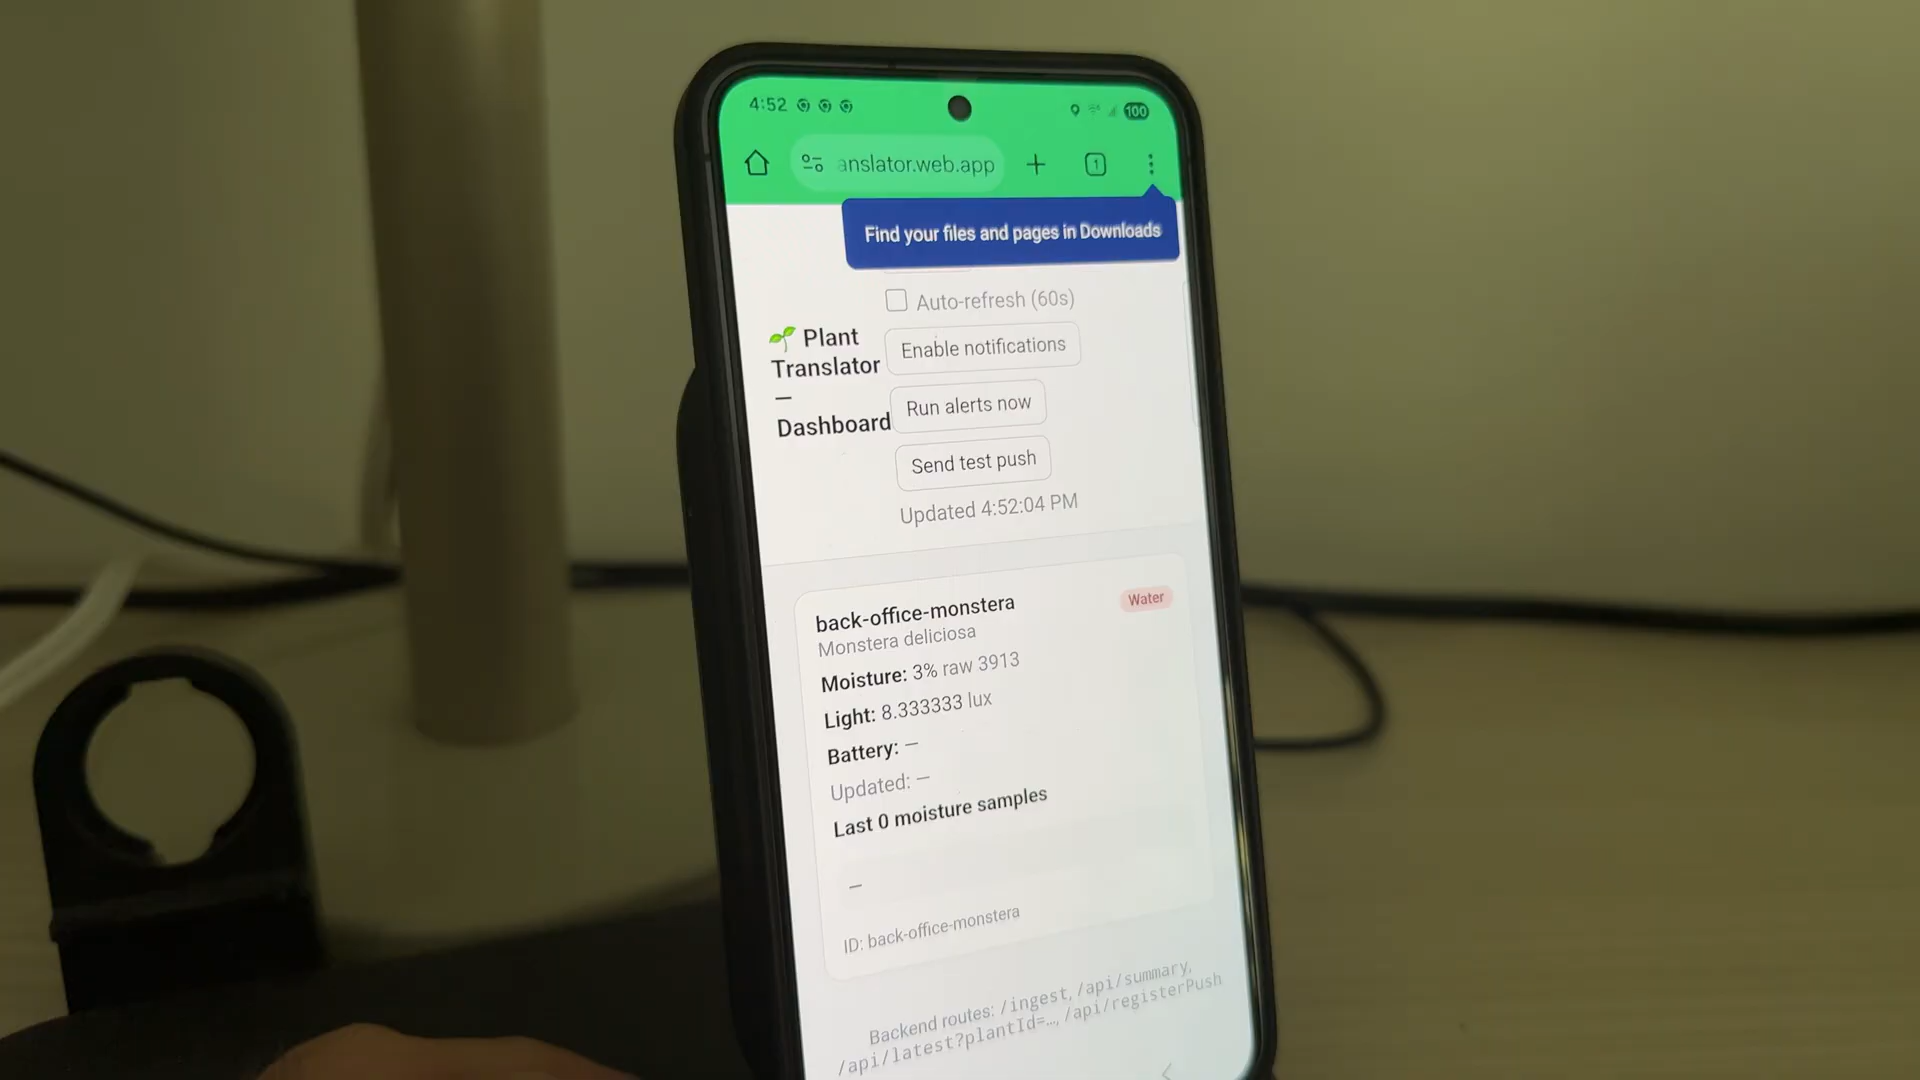 4:52
100
anslator.web.app
1
Find your files and pages in Downloads
Auto-refresh (60s)
Plant
Translator
—
Dashboard
Enable notifications
Run alerts now
Send test push
Updated 4:52:04 PM
back-office-monstera
Water
Monstera deliciosa
Moisture: 3% raw 3913
Light: 8.333333 lux
Battery: —
Updated: —
Last 0 moisture samples
—
ID: back-office-monstera
Backend routes: /ingest, /api/summary,
/api/latest?plantId=…, /api/registerPush